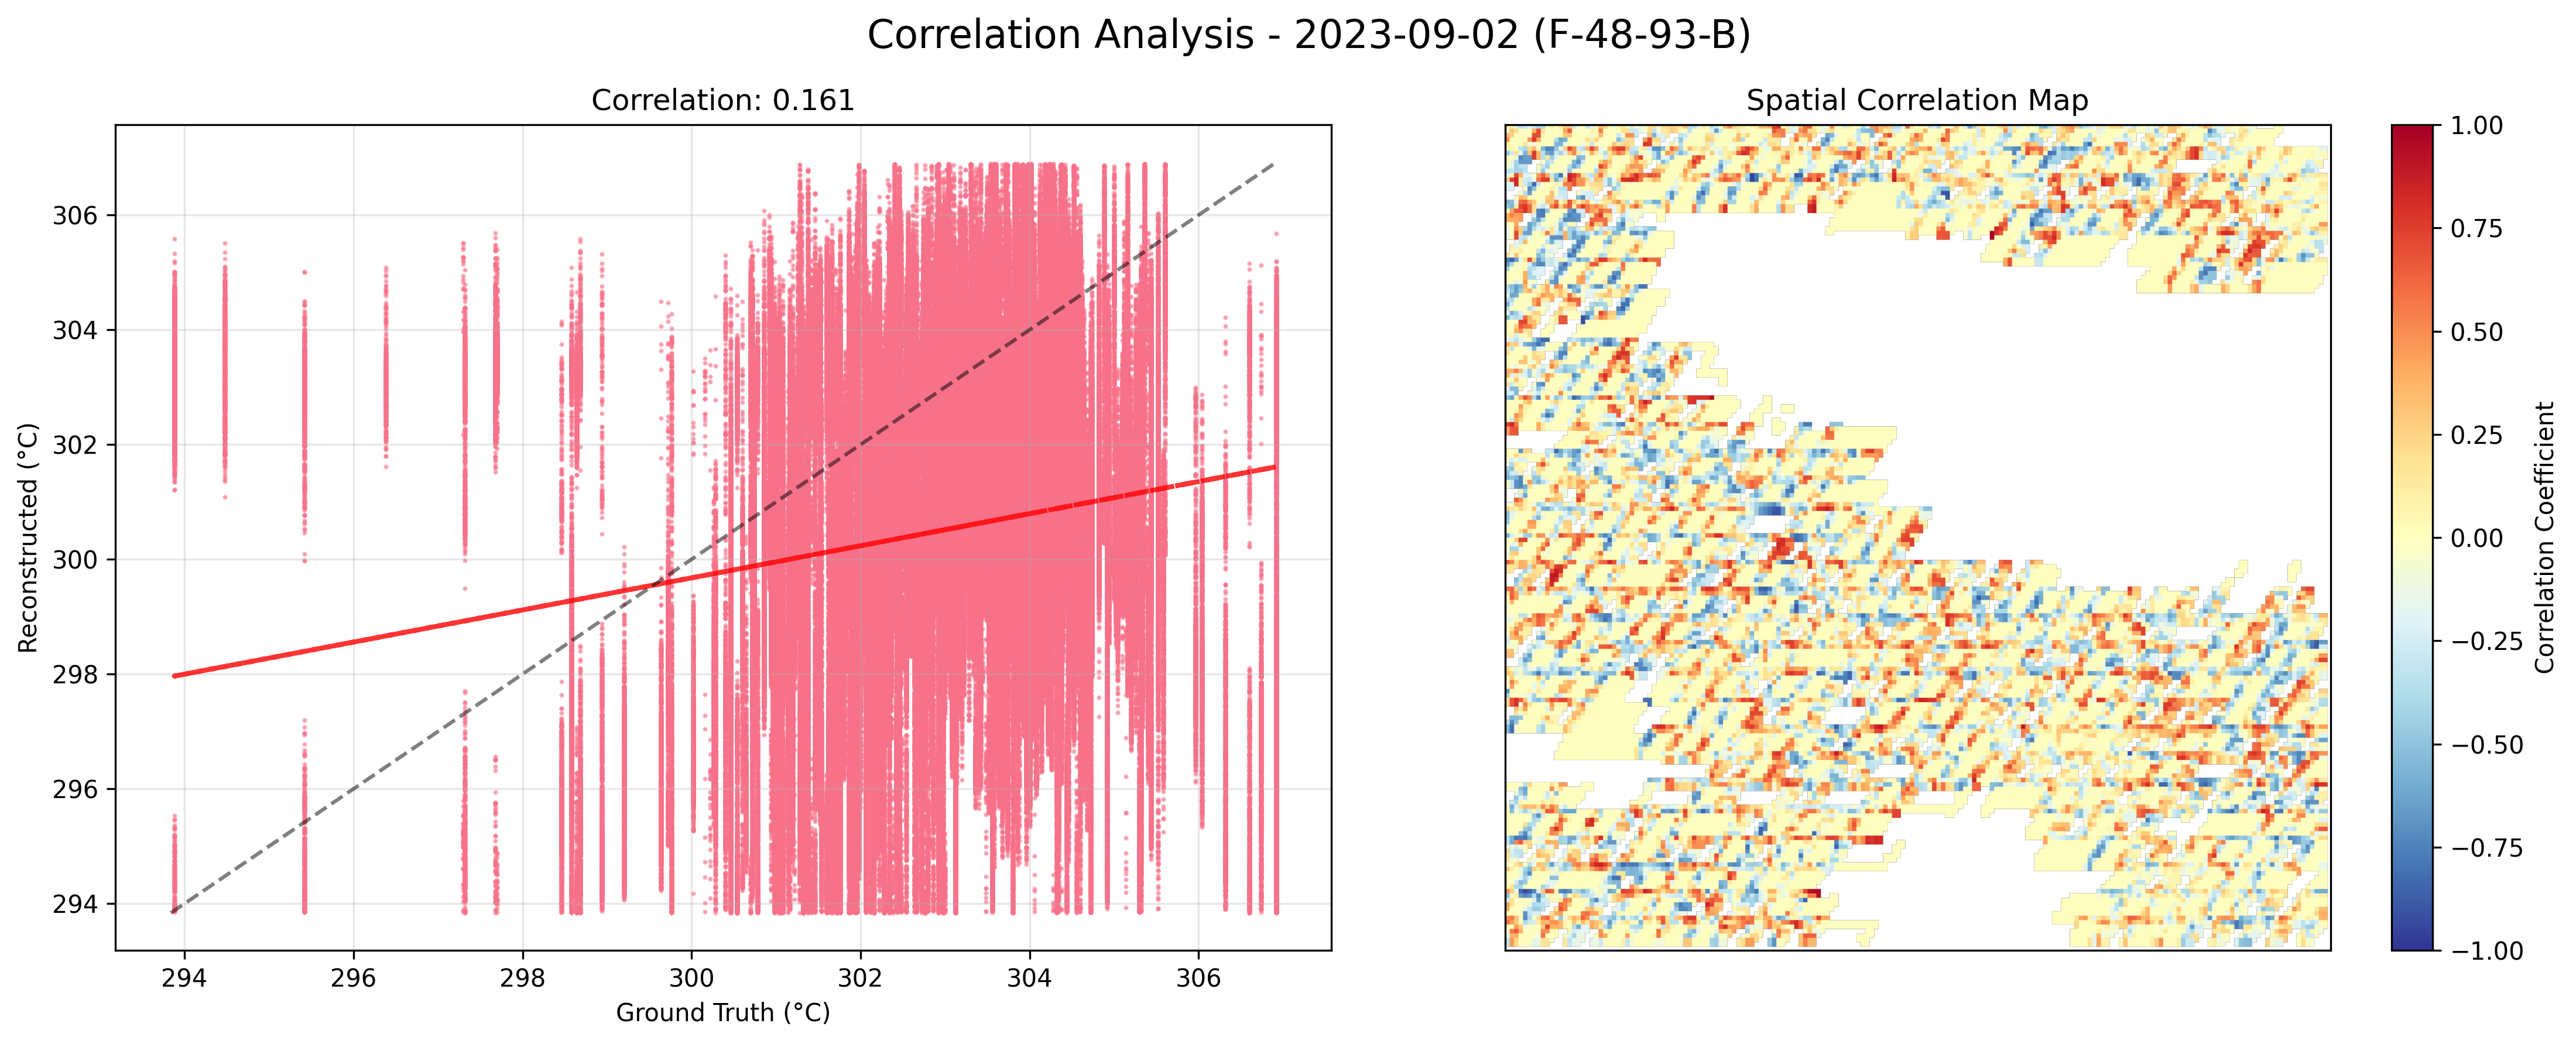 Correlation Analysis - 2023-09-02 (F-48-93-B)
Correlation: 0.161
Reconstructed (°C)
306
304
302
300
298
296
294
294 296 298 300 302 304 306
Ground Truth (°C)
Spatial Correlation Map
1.00
0.75
0.50
0.25
0.00
−0.25
−0.50
−0.75
−1.00
Correlation Coefficient